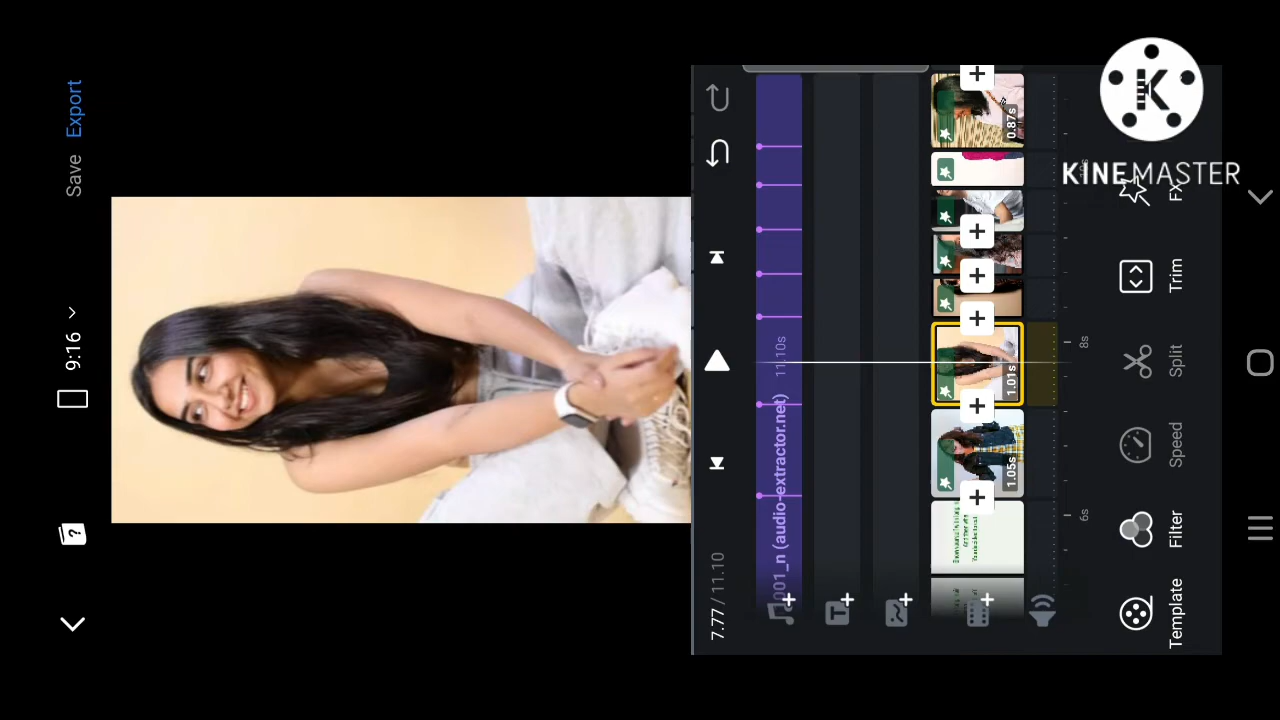 Save Export
9:16
?
7.77 / 11.10
001_n (audio-extractor.net) 11.10s
T
1.05s
1.01s
0.87s
6s
8s
Template
Filter
Speed
Split
Trim
FX
K
KINEMASTER